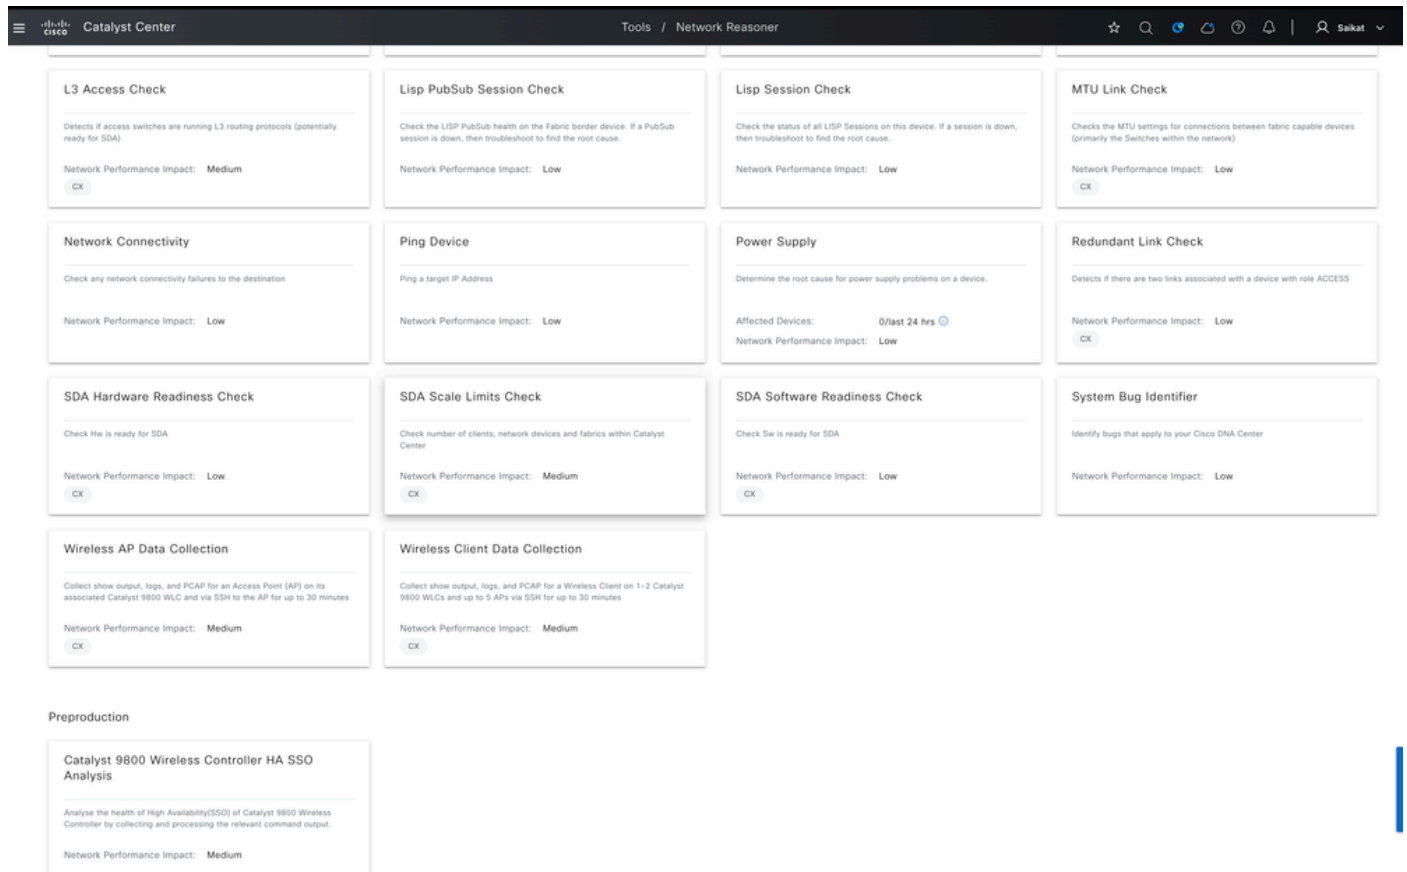 CISCO Catalyst Center
Tools / Network Reasoner
Saikat
L3 Access Check
Detects if access switches are running L3 routing protocols (potentially
ready for SDA)
Network Performance Impact: Medium
CX
Lisp PubSub Session Check
Check the LISP PubSub health on the Fabric border device. If a PubSub
session is down, then troubleshoot to find the root cause.
Network Performance Impact: Low
Lisp Session Check
Check the status of all LISP Sessions on this device. If a session is down,
then troubleshoot to find the root cause.
Network Performance Impact: Low
MTU Link Check
Checks the MTU settings for connections between fabric capable devices
(primarily the Switches within the network)
Network Performance Impact: Low
CX
Network Connectivity
Check any network connectivity failures to the destination
Network Performance Impact: Low
Ping Device
Ping a target IP Address
Network Performance Impact: Low
Power Supply
Determine the root cause for power supply problems on a device.
Affected Devices: 0/last 24 hrs
Network Performance Impact: Low
Redundant Link Check
Detects if there are two links associated with a device with role ACCESS
Network Performance Impact: Low
CX
SDA Hardware Readiness Check
Check Hw is ready for SDA
Network Performance Impact: Low
CX
SDA Scale Limits Check
Check number of clients, network devices and fabrics within Catalyst
Center
Network Performance Impact: Medium
CX
SDA Software Readiness Check
Check Sw is ready for SDA
Network Performance Impact: Low
CX
System Bug Identifier
Identify bugs that apply to your Cisco DNA Center
Network Performance Impact: Low
Wireless AP Data Collection
Collect show output, logs, and PCAP for an Access Point (AP) on its
associated Catalyst 9800 WLC and via SSH to the AP for up to 30 minutes
Network Performance Impact: Medium
CX
Wireless Client Data Collection
Collect show output, logs, and PCAP for a Wireless Client on 1-2 Catalyst
9800 WLCs and up to 5 APs via SSH for up to 30 minutes
Network Performance Impact: Medium
CX
Preproduction
Catalyst 9800 Wireless Controller HA SSO
Analysis
Analyse the health of High Availability(SSO) of Catalyst 9800 Wireless
Controller by collecting and processing the relevant command output.
Network Performance Impact: Medium